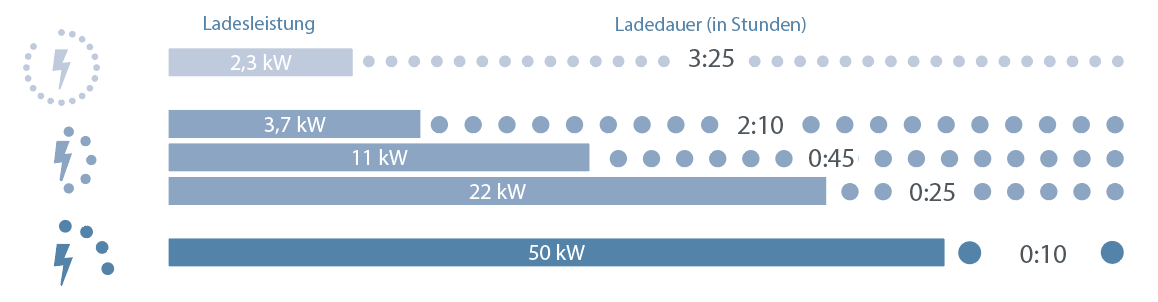 Ladesleistung Ladedauer (in Stunden)
2,3 kW 3:25
3,7 kW 2:10
11 kW 0:45
22 kW 0:25
50 kW 0:10